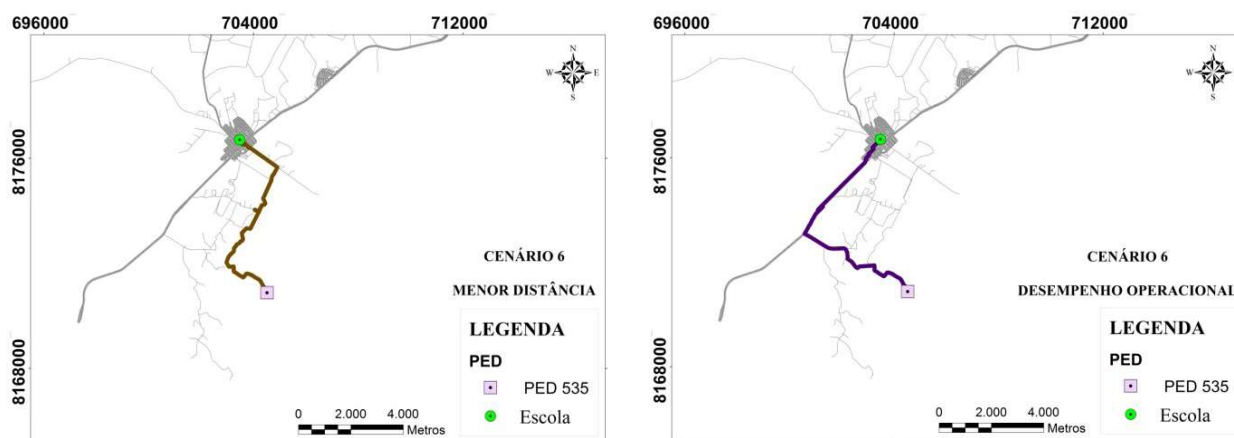 696000 704000 712000
N
W E
S
8176000
8168000
CENÁRIO 6
MENOR DISTÂNCIA
LEGENDA
PED
PED 535
Escola
0 2.000 4.000
Metros
696000 704000 712000
N
W E
S
8176000
8168000
CENÁRIO 6
DESEMPENHO OPERACIONAL
LEGENDA
PED
PED 535
Escola
0 2.000 4.000
Metros